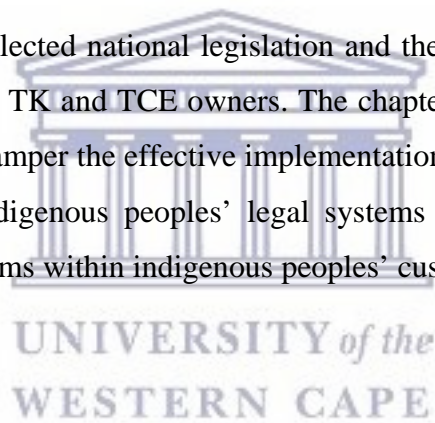 elected national legislation and the
TK and TCE owners. The chapte
amper the effective implementation
digenous peoples’ legal systems
ms within indigenous peoples’ cus
UNIVERSITY of the
WESTERN CAPE